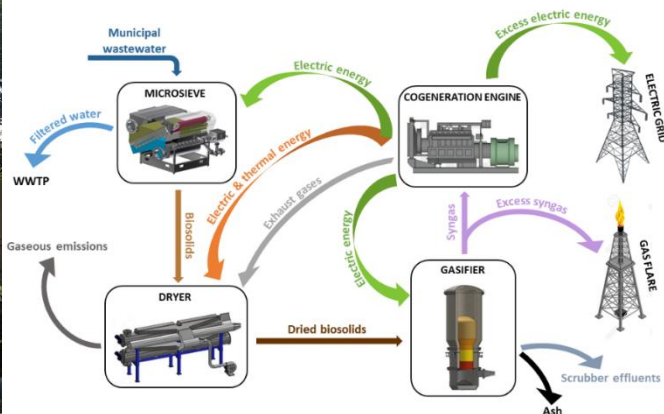 Municipal
wastewater
MICROSIEVE
Filtered water
WWTP
Electric energy
COGENERATION ENGINE
Excess electric energy
ELECTRIC GRID
Electric & thermal energy
Exhaust gases
Biosolids
Gaseous emissions
Electric energy
Syngas
Excess syngas
GAS FLARE
DRYER
Dried biosolids
GASIFIER
Scrubber effluents
Ash